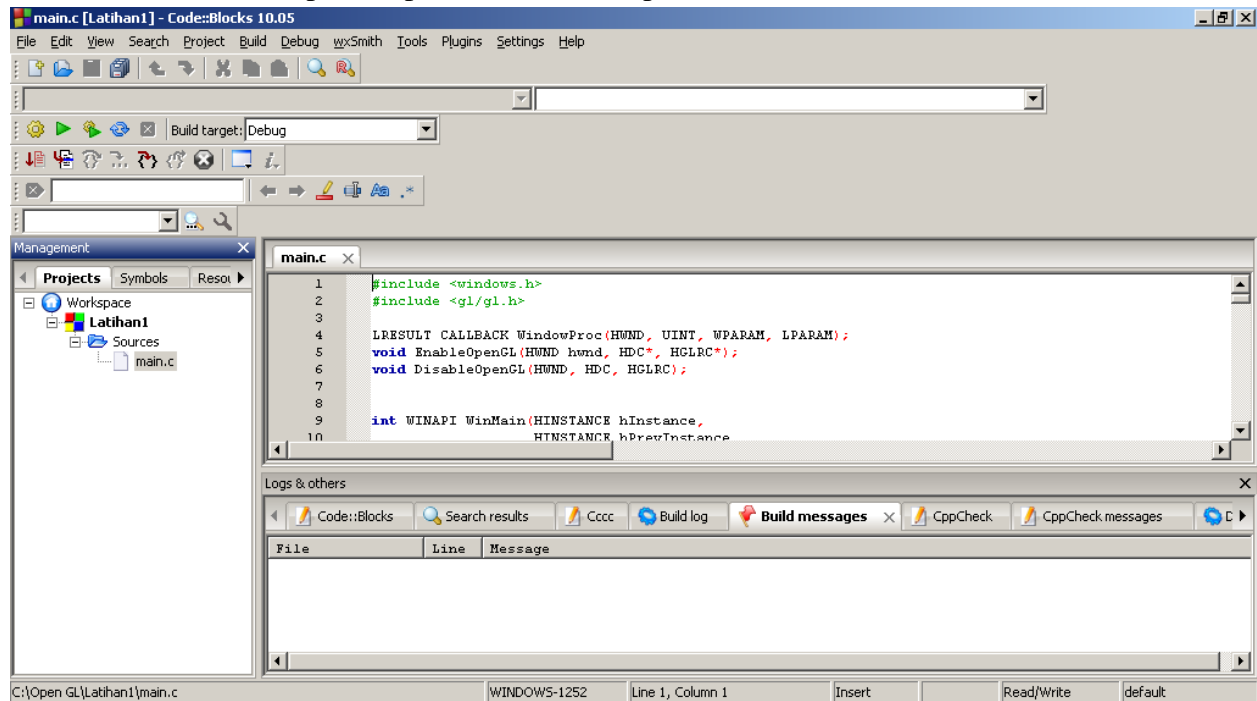 main.c [Latihan1] - Code::Blocks 10.05
File Edit View Search Project Build Debug wxSmith Tools Plugins Settings Help
Build target: Debug
Management
main.c
Projects Symbols
Workspace
Latihan1
Sources
main.c
1 #include <windows.h>
2 #include <gl/gl.h>
3
4 LRESULT CALLBACK WindowProc(HWND, UINT, WPARAM, LPARAM);
5 void EnableOpenGL(HWND hwnd, HDC*, HGLRC*);
6 void DisableOpenGL(HWND, HDC, HGLRC);
7
8
9 int WINAPI WinMain(HINSTANCE hInstance,
10 HINSTANCE hPrevInstance
Logs & others
Code::Blocks Search results Cccc Build log Build messages CppCheck CppCheck messages
File Line Message
C:\Open GL\Latihan1\main.c WINDOWS-1252 Line 1, Column 1 Insert Read/Write default